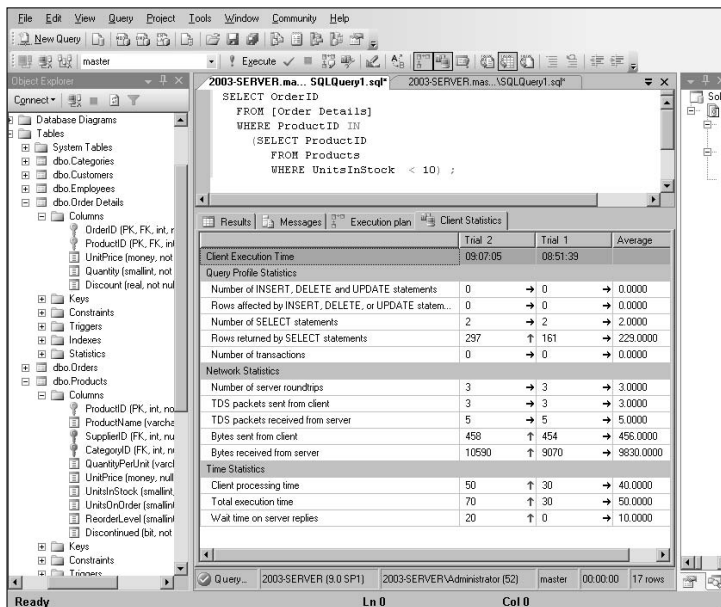 File Edit View Query Project Tools Window Community Help
New Query
master
Execute
Object Explorer
2003-SERVER.ma... SQLQuery1.sql*
2003-SERVER.mas...\SQLQuery1.sql*
Connect
Database Diagrams
Tables
System Tables
dbo.Categories
dbo.Customers
dbo.Employees
dbo.Order Details
Columns
OrderID (PK, FK, int, r
ProductID (PK, FK, int
UnitPrice (money, not
Quantity (smallint, not
Discount (real, not nul
Keys
Constraints
Triggers
Indexes
Statistics
dbo.Orders
dbo.Products
Columns
ProductID (PK, int, no
ProductName (varcha
SupplierID (FK, int, nu
CategoryID (FK, int, n
QuantityPerUnit (varcl
UnitPrice (money, null
UnitsInStock (smallint,
UnitsOnOrder (smallin
ReorderLevel (smallin
Discontinued (bit, not
Keys
Constraints
Triggers
SELECT OrderID
FROM [Order Details]
WHERE ProductID IN
(SELECT ProductID
FROM Products
WHERE UnitsInStock < 10) ;
Results Messages Execution plan Client Statistics
Trial 2 Trial 1 Average
Client Execution Time 09:07:05 08:51:39
Query Profile Statistics
Number of INSERT, DELETE and UPDATE statements 0 → 0 → 0.0000
Rows affected by INSERT, DELETE, or UPDATE statem... 0 → 0 → 0.0000
Number of SELECT statements 2 → 2 → 2.0000
Rows returned by SELECT statements 297 ↑ 161 → 229.0000
Number of transactions 0 → 0 → 0.0000
Network Statistics
Number of server roundtrips 3 → 3 → 3.0000
TDS packets sent from client 3 → 3 → 3.0000
TDS packets received from server 5 → 5 → 5.0000
Bytes sent from client 458 ↑ 454 → 456.0000
Bytes received from server 10590 ↑ 9070 → 9830.0000
Time Statistics
Client processing time 50 ↑ 30 → 40.0000
Total execution time 70 ↑ 30 → 50.0000
Wait time on server replies 20 ↑ 0 → 10.0000
Query... 2003-SERVER (9.0 SP1) 2003-SERVER\Administrator (52) master 00:00:00 17 rows
Sol
Ready Ln 0 Col 0